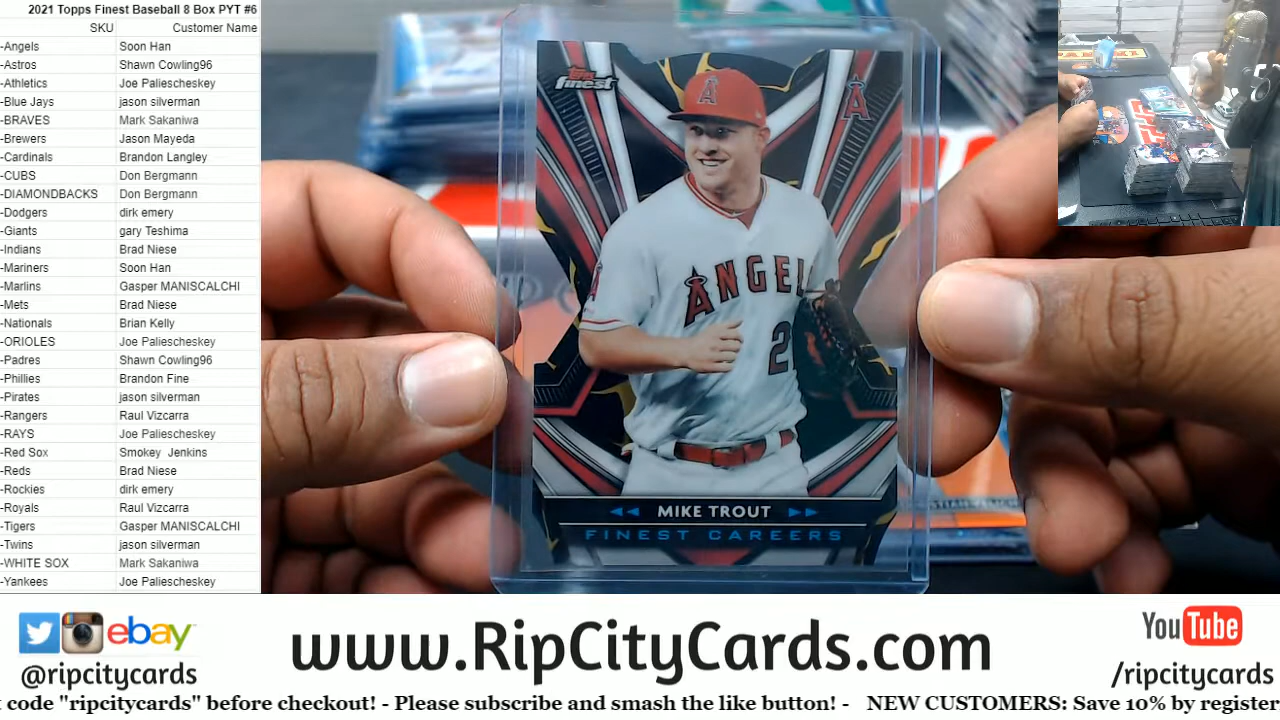 2021 Topps Finest Baseball 8 Box PYT #6
SKU Customer Name
-Angels Soon Han
-Astros Shawn Cowling96
-Athletics Joe Paliescheskey
-Blue Jays jason silverman
-BRAVES Mark Sakaniwa
-Brewers Jason Mayeda
-Cardinals Brandon Langley
-CUBS Don Bergmann
-DIAMONDBACKS Don Bergmann
-Dodgers dirk emery
-Giants gary Teshima
-Indians Brad Niese
-Mariners Soon Han
-Marlins Gasper MANISCALCHI
-Mets Brad Niese
-Nationals Brian Kelly
-ORIOLES Joe Paliescheskey
-Padres Shawn Cowling96
-Phillies Brandon Fine
-Pirates jason silverman
-Rangers Raul Vizcarra
-RAYS Joe Paliescheskey
-Red Sox Smokey Jenkins
-Reds Brad Niese
-Rockies dirk emery
-Royals Raul Vizcarra
-Tigers Gasper MANISCALCHI
-Twins jason silverman
-WHITE SOX Mark Sakaniwa
-Yankees Joe Paliescheskey
Topps finest
A
A
ANGEL
2
MIKE TROUT
FINEST CAREERS
ebay
@ripcitycards
www.RipCityCards.com
YouTube
/ripcitycards
code "ripcitycards" before checkout! - Please subscribe and smash the like button! - NEW CUSTOMERS: Save 10% by register